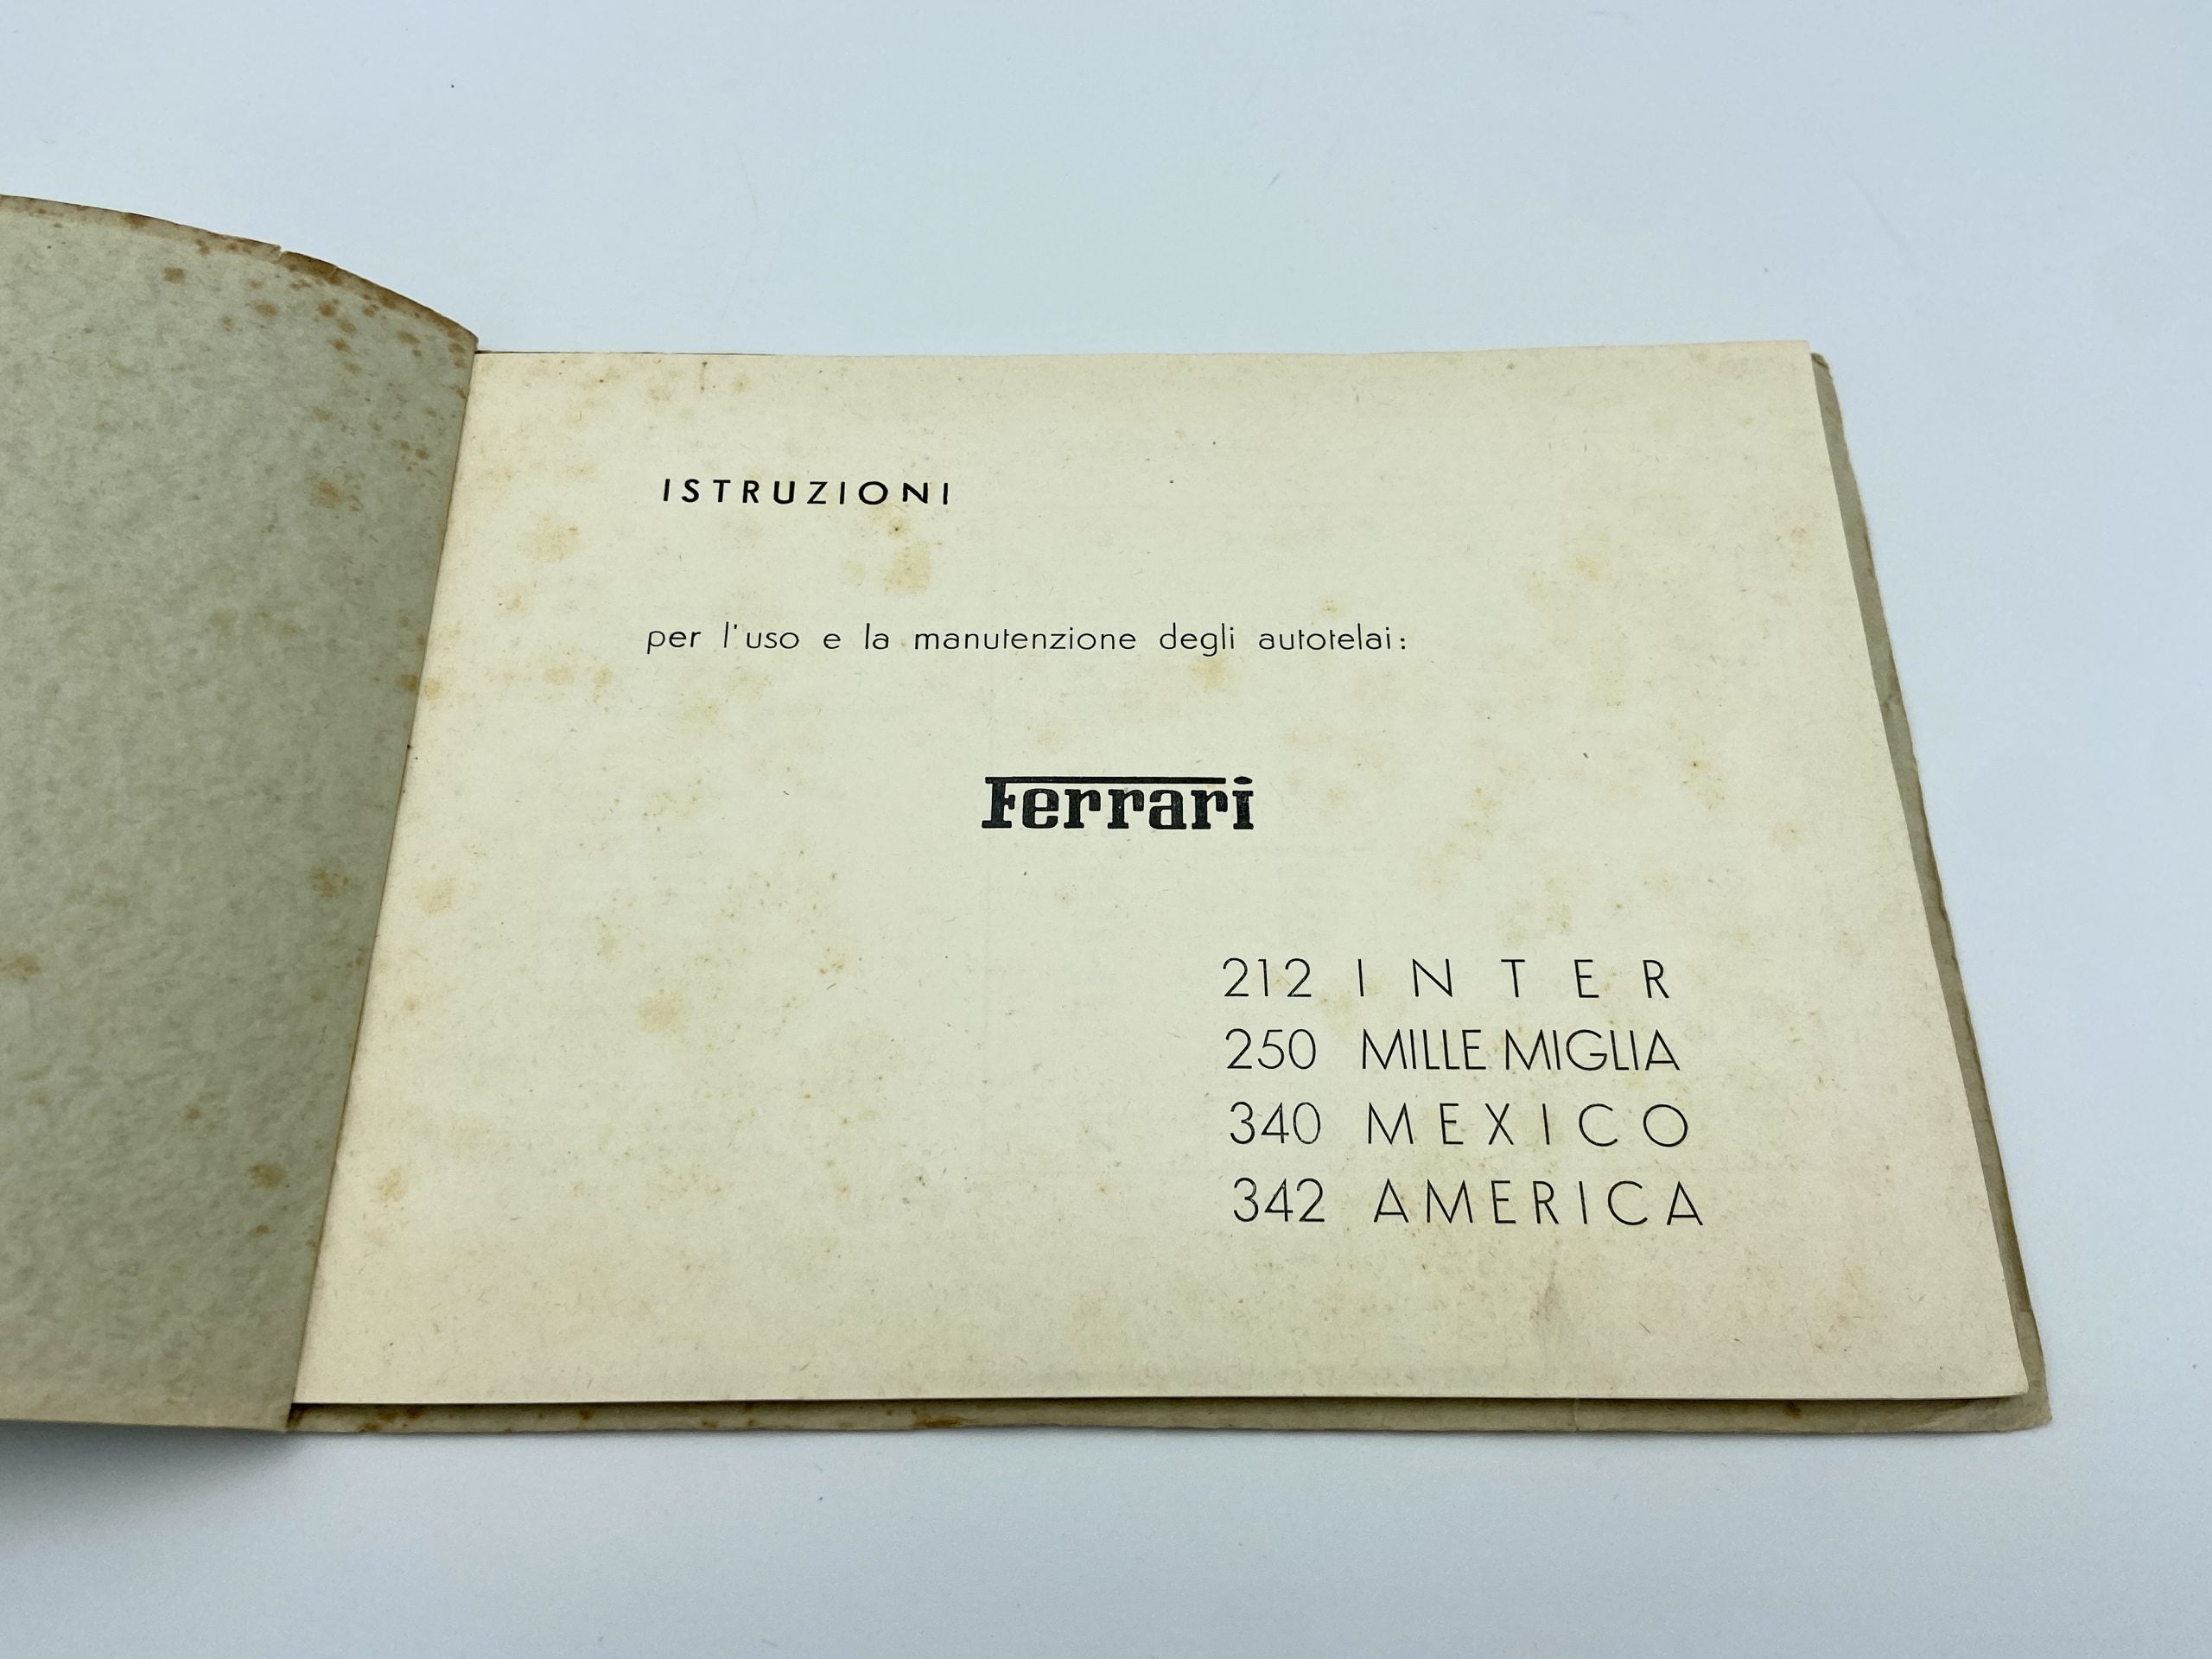 ISTRUZIONI
per l'uso e la manutenzione degli autotelai:
Ferrari
212 INTER
250 MILLE MIGLIA
340 MEXICO
342 AMERICA